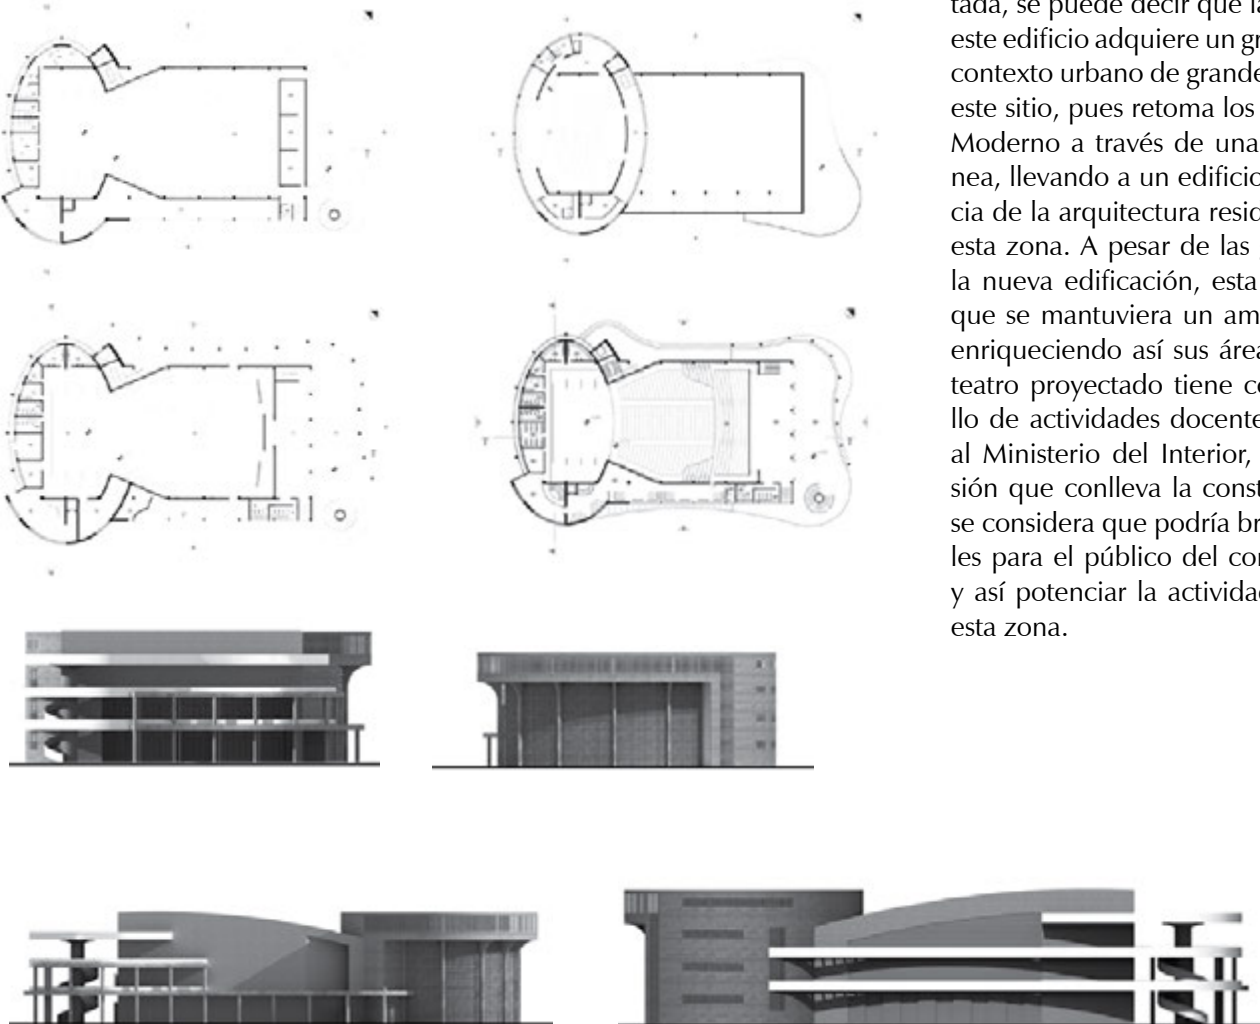 tada, se puede decir que la
este edificio adquiere un gr
contexto urbano de grande
este sitio, pues retoma los
Moderno a través de una
nea, llevando a un edificio
cia de la arquitectura resid
esta zona. A pesar de las
la nueva edificación, esta
que se mantuviera un am
enriqueciendo así sus área
teatro proyectado tiene co
llo de actividades docente
al Ministerio del Interior,
sión que conlleva la const
se considera que podría br
les para el público del con
y así potenciar la actividad
esta zona.